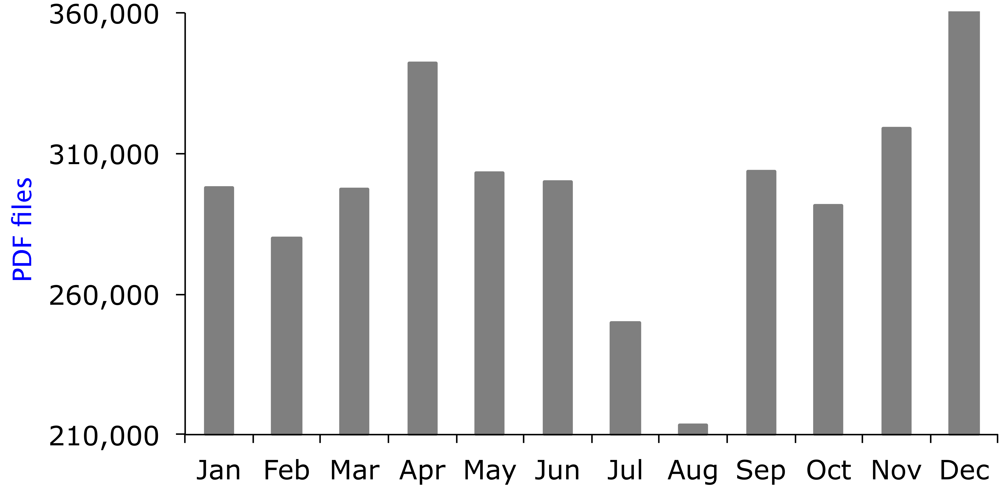 360,000
310,000
260,000
210,000
PDF files
Jan Feb Mar Apr May Jun Jul Aug Sep Oct Nov Dec